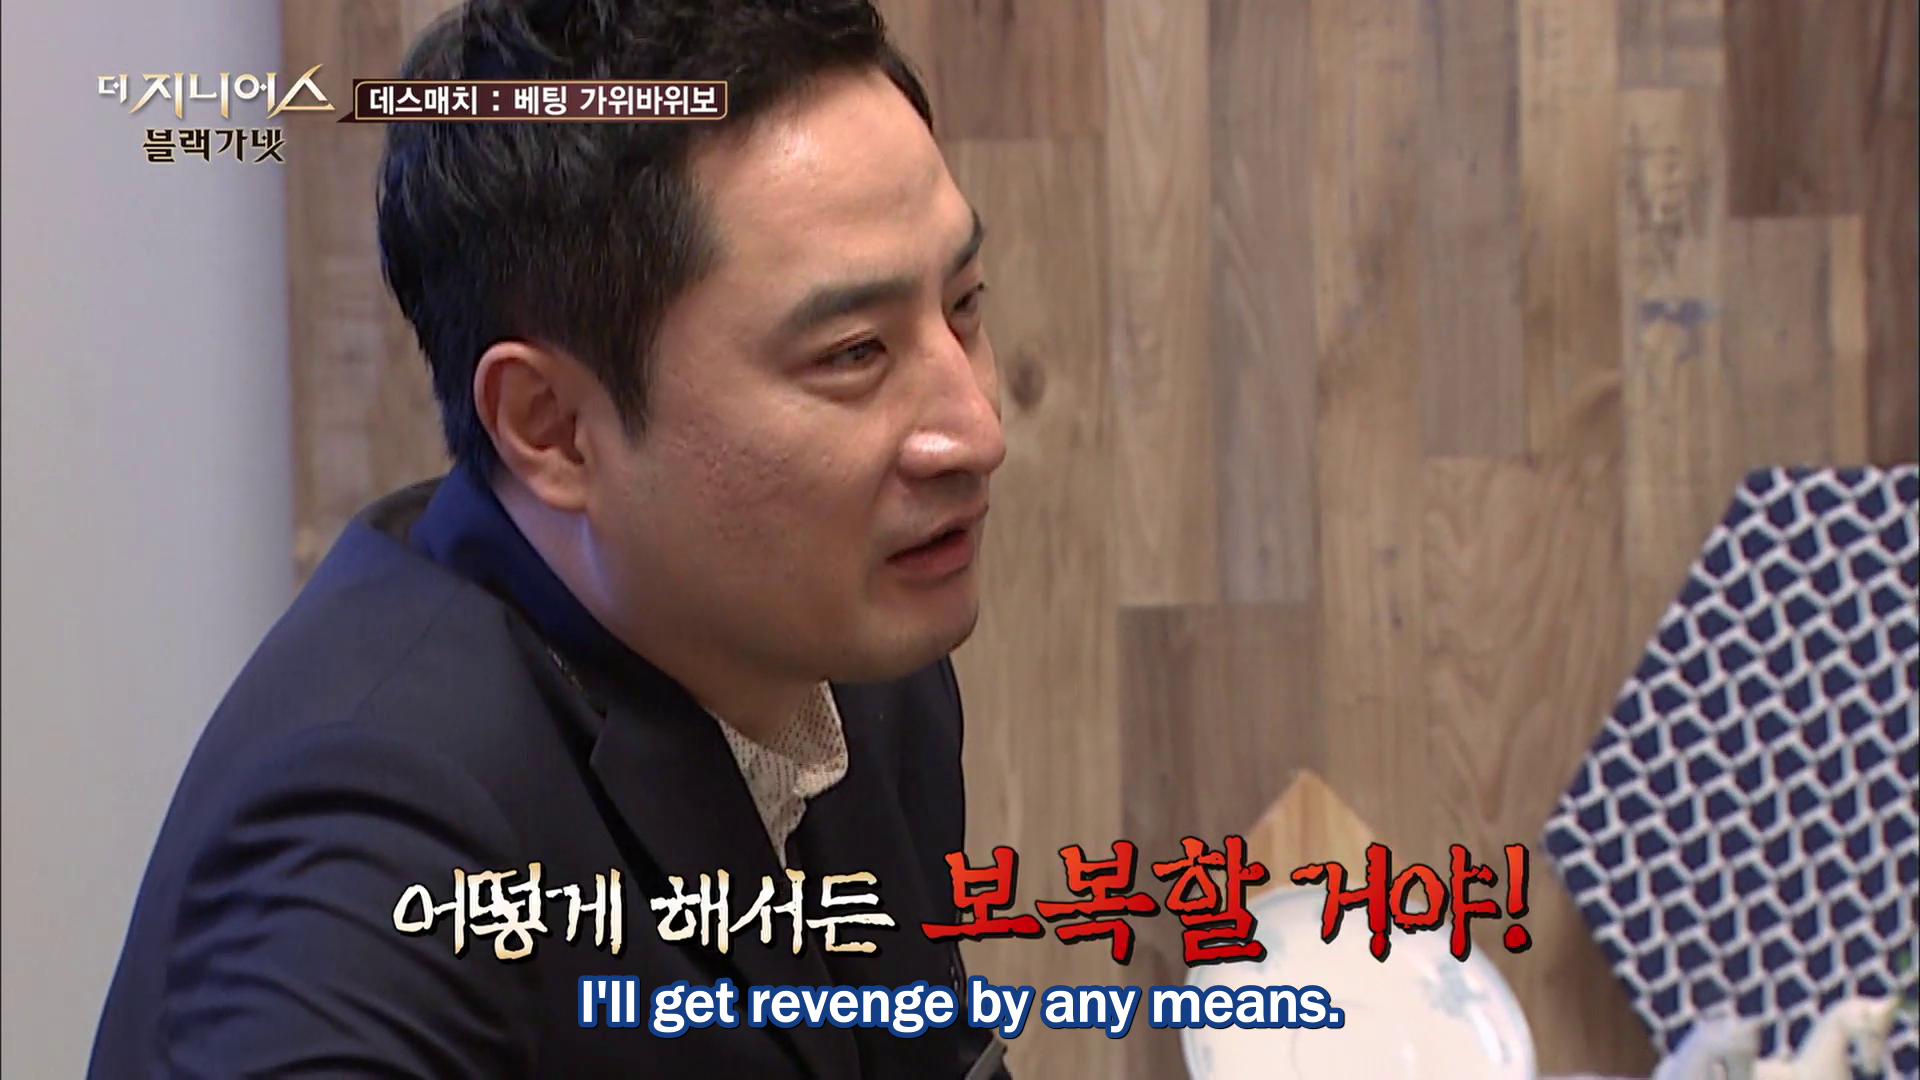 더 지니어스
블랙가넷
데스매치 : 베팅 가위바위보
어떻게 해서든 보복할 거야!
I'll get revenge by any means.